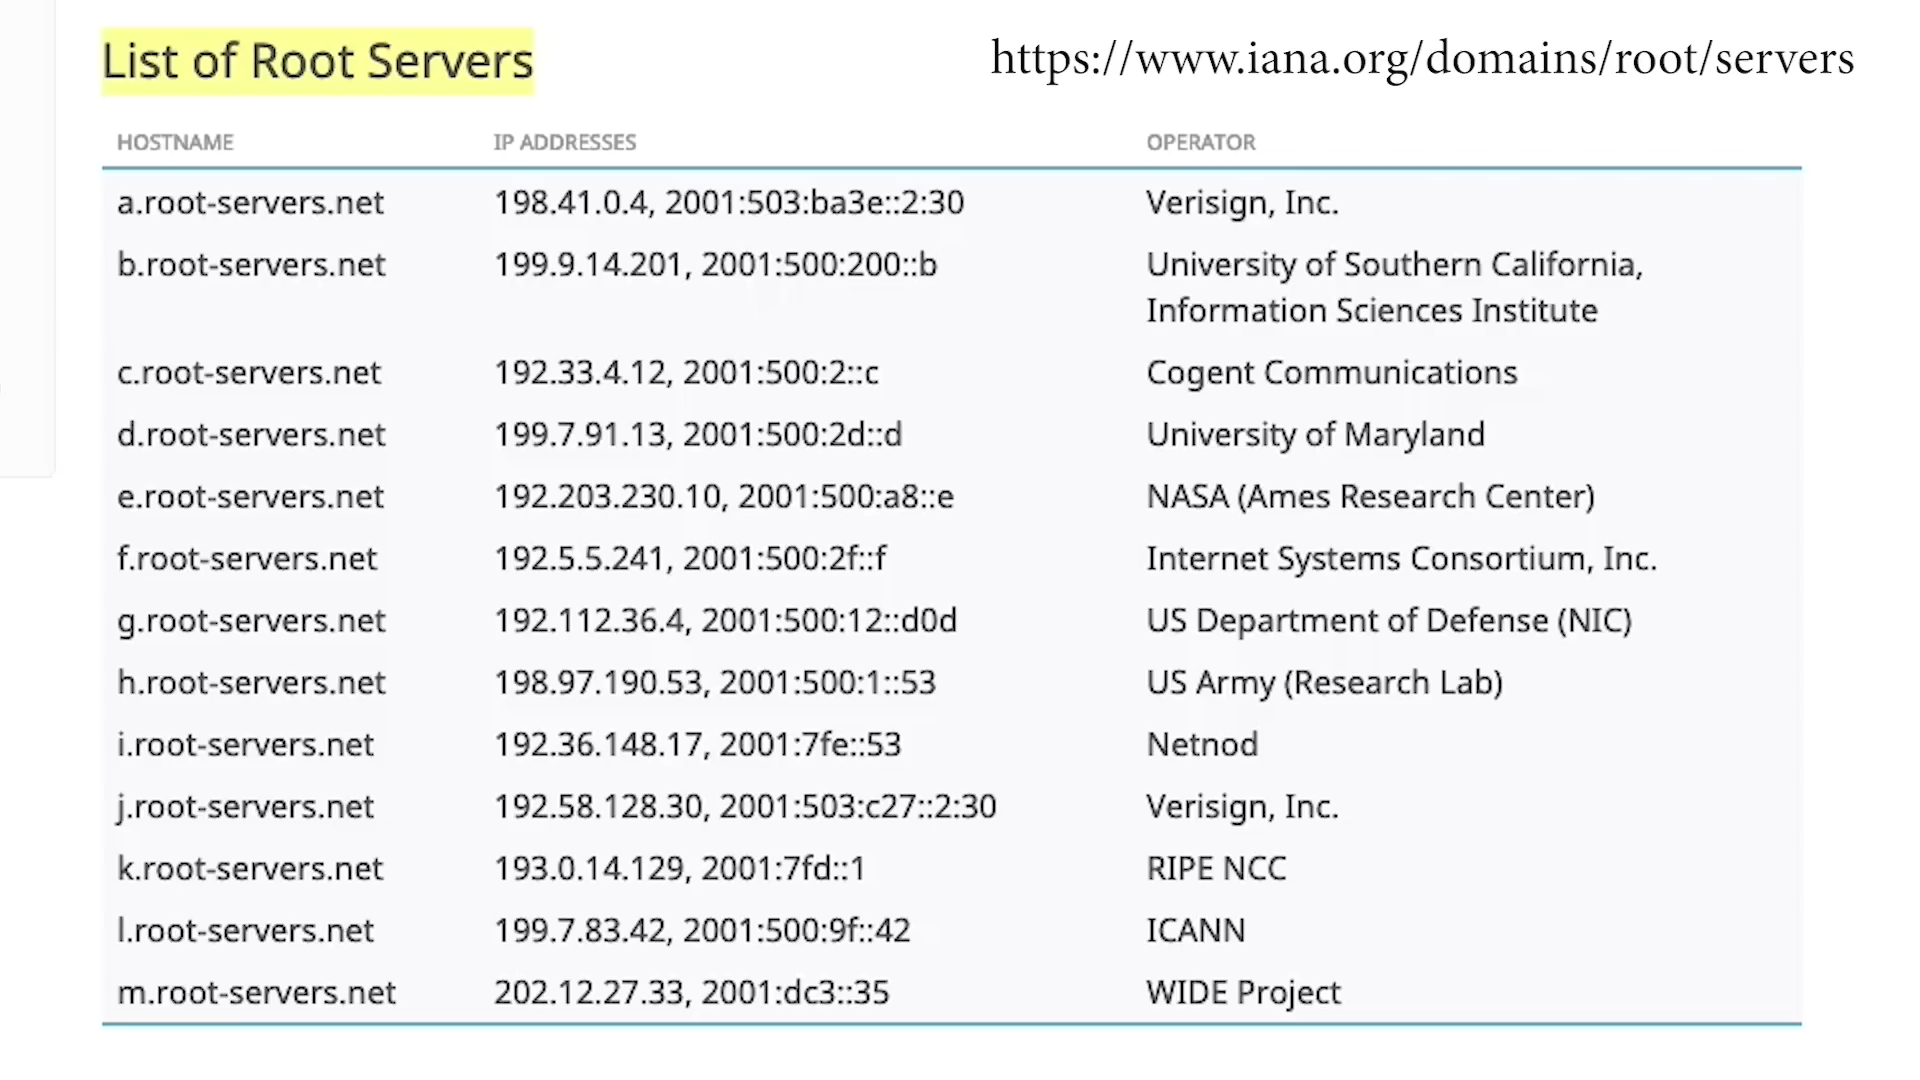 List of Root Servers
https://www.iana.org/domains/root/servers
HOSTNAME IP ADDRESSES OPERATOR
a.root-servers.net 198.41.0.4, 2001:503:ba3e::2:30 Verisign, Inc.
b.root-servers.net 199.9.14.201, 2001:500:200::b University of Southern California,
Information Sciences Institute
c.root-servers.net 192.33.4.12, 2001:500:2::c Cogent Communications
d.root-servers.net 199.7.91.13, 2001:500:2d::d University of Maryland
e.root-servers.net 192.203.230.10, 2001:500:a8::e NASA (Ames Research Center)
f.root-servers.net 192.5.5.241, 2001:500:2f::f Internet Systems Consortium, Inc.
g.root-servers.net 192.112.36.4, 2001:500:12::d0d US Department of Defense (NIC)
h.root-servers.net 198.97.190.53, 2001:500:1::53 US Army (Research Lab)
i.root-servers.net 192.36.148.17, 2001:7fe::53 Netnod
j.root-servers.net 192.58.128.30, 2001:503:c27::2:30 Verisign, Inc.
k.root-servers.net 193.0.14.129, 2001:7fd::1 RIPE NCC
l.root-servers.net 199.7.83.42, 2001:500:9f::42 ICANN
m.root-servers.net 202.12.27.33, 2001:dc3::35 WIDE Project